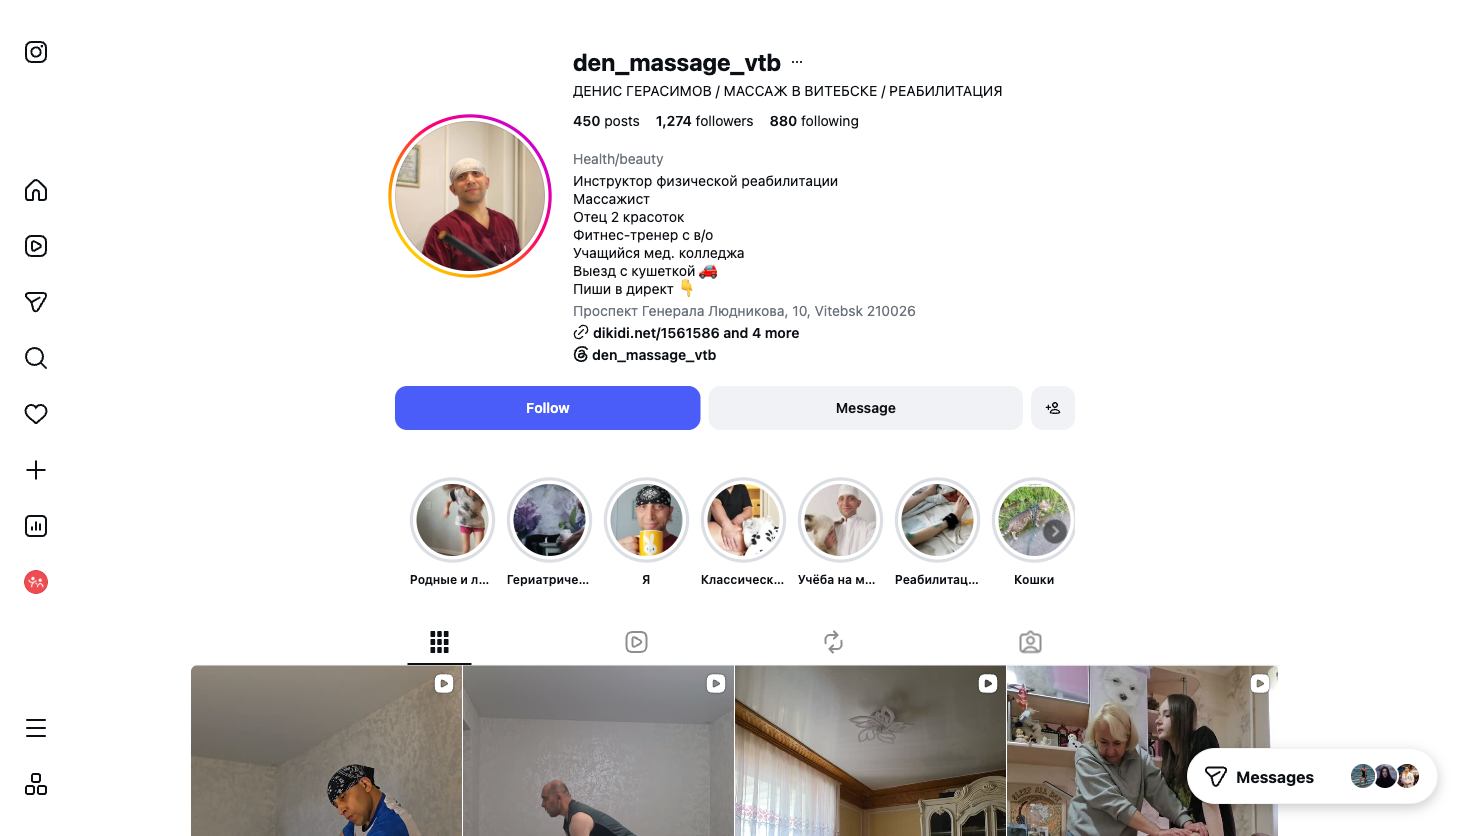 den_massage_vtb ...
ДЕНИС ГЕРАСИМОВ / МАССАЖ В ВИТЕБСКЕ / РЕАБИЛИТАЦИЯ
450 posts 1,274 followers 880 following
Health/beauty
Инструктор физической реабилитации
Массажист
Отец 2 красоток
Фитнес-тренер с в/о
Учащийся мед. колледжа
Выезд с кушеткой 🚗
Пиши в директ 👇
Проспект Генерала Людникова, 10, Vitebsk 210026
dikidi.net/1561586 and 4 more
den_massage_vtb
Follow Message
Родные и л... Гериатриче... Я Классическ... Учёба на м... Реабилитац... Кошки
Messages